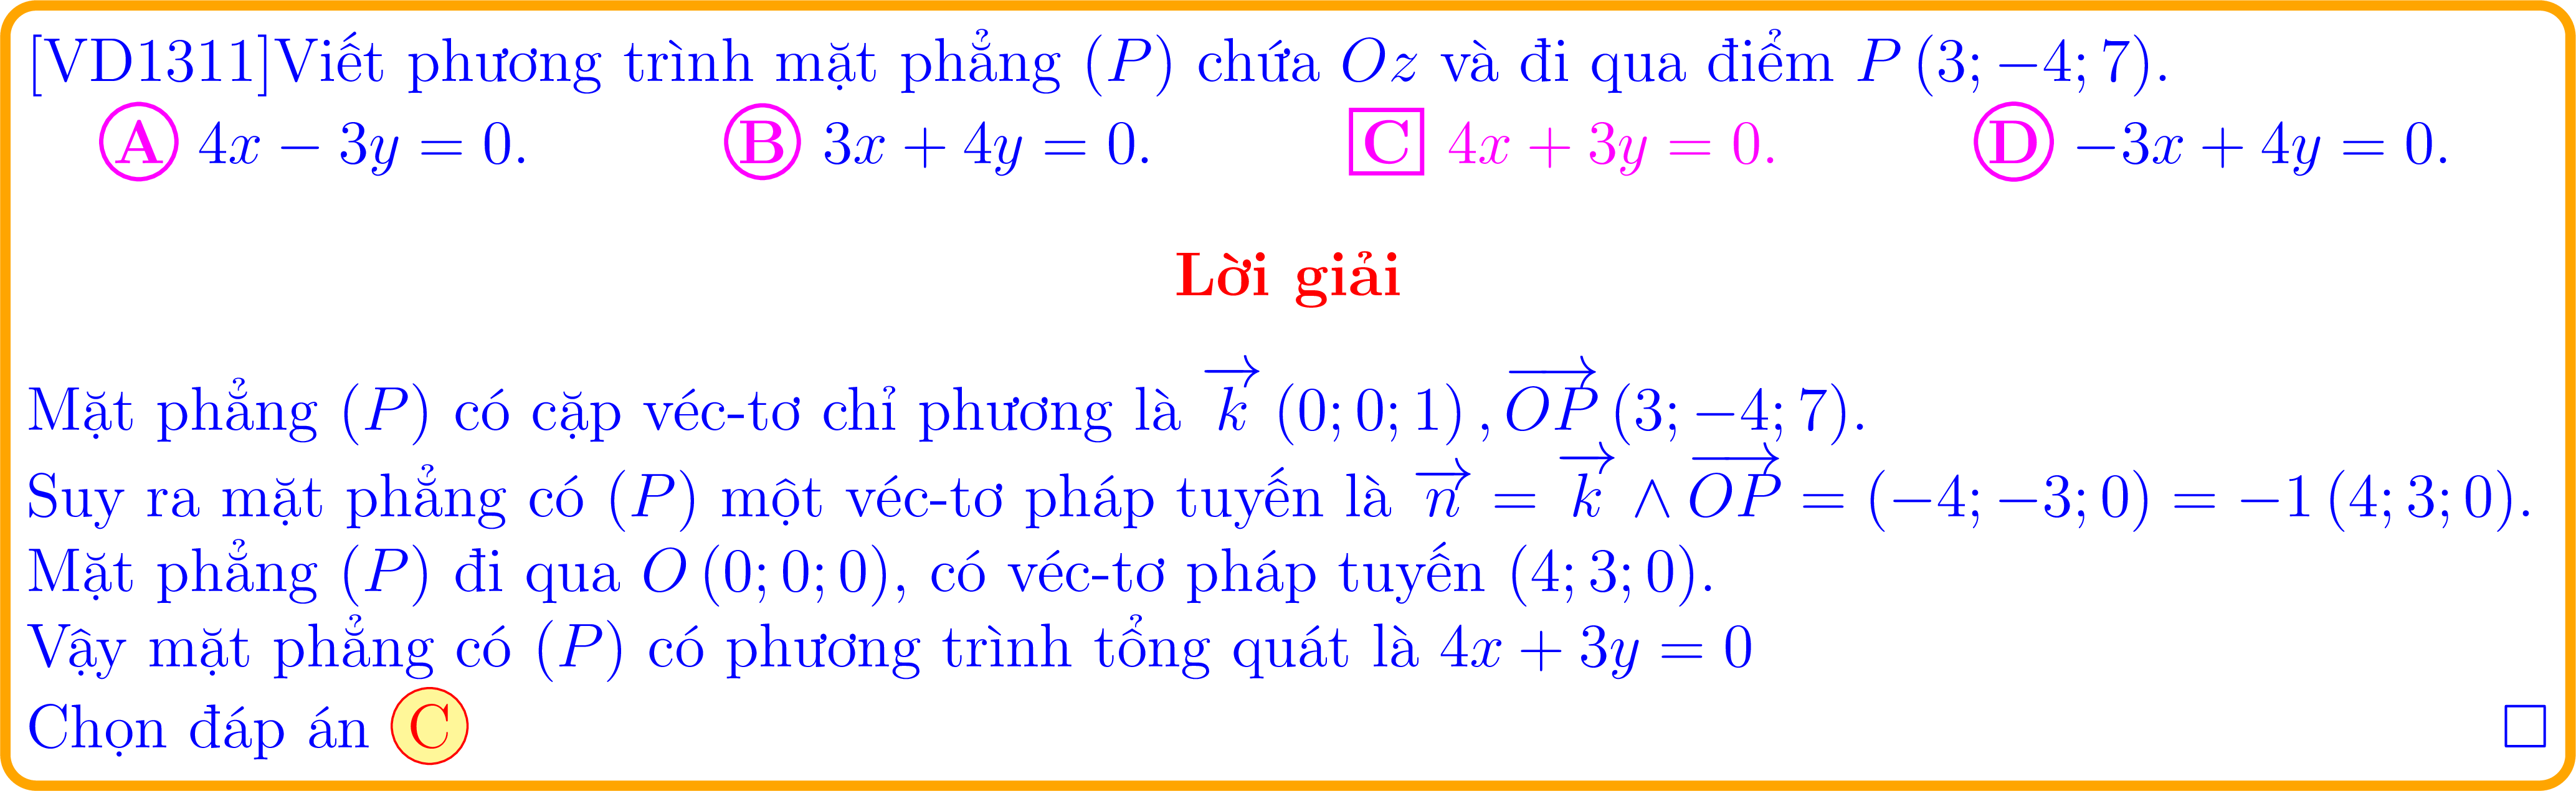 [VD1311]Viết phương trình mặt phẳng (P) chứa Oz và đi qua điểm P (3; −4; 7).
A 4x − 3y = 0. B 3x + 4y = 0. C 4x + 3y = 0. D −3x + 4y = 0.
Lời giải
Mặt phẳng (P) có cặp véc-tơ chỉ phương là \overrightarrow{k} (0; 0; 1) , \overrightarrow{OP} (3; −4; 7).
Suy ra mặt phẳng có (P) một véc-tơ pháp tuyến là \overrightarrow{n} = \overrightarrow{k} ∧ \overrightarrow{OP} = (−4; −3; 0) = −1 (4; 3; 0).
Mặt phẳng (P) đi qua O (0; 0; 0), có véc-tơ pháp tuyến (4; 3; 0).
Vậy mặt phẳng có (P) có phương trình tổng quát là 4x + 3y = 0
Chọn đáp án C □